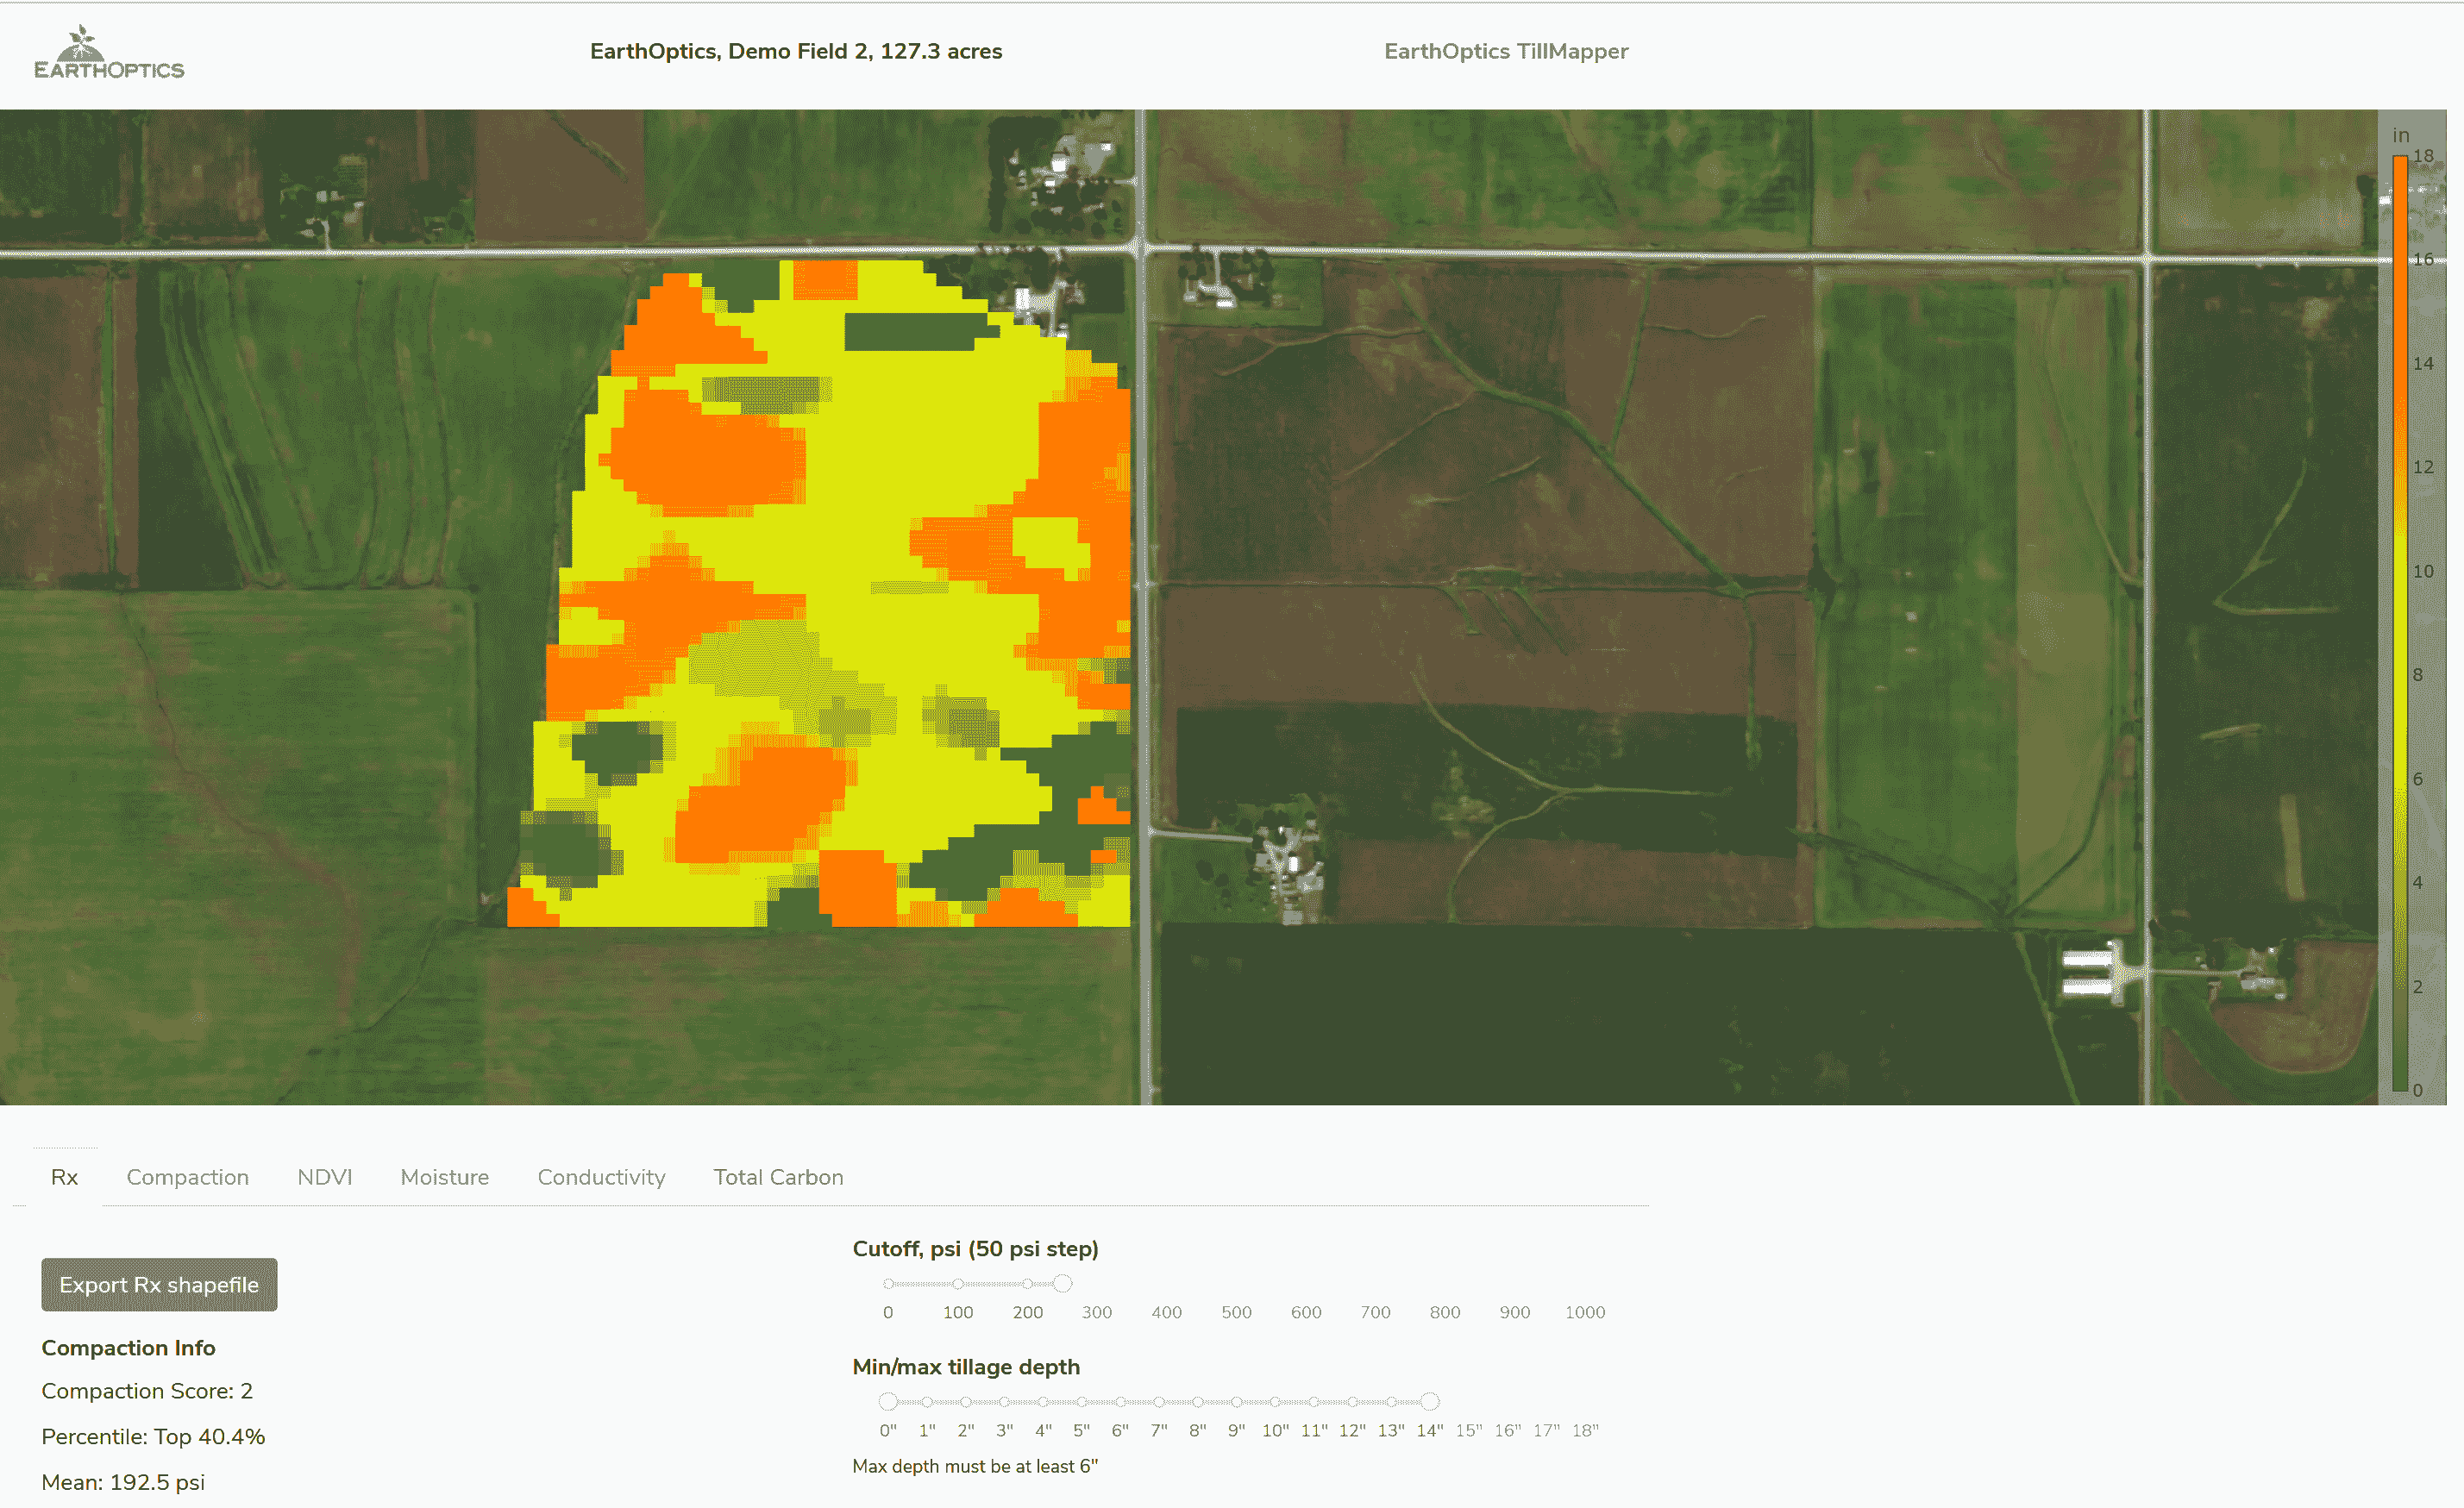 EARTHOPTICS
EarthOptics, Demo Field 2, 127.3 acres
EarthOptics TillMapper
in
18
16
14
12
10
8
6
4
2
0
Rx Compaction NDVI Moisture Conductivity Total Carbon
Export Rx shapefile
Compaction Info
Compaction Score: 2
Percentile: Top 40.4%
Mean: 192.5 psi
Cutoff, psi (50 psi step)
0 100 200 300 400 500 600 700 800 900 1000
Min/max tillage depth
0" 1" 2" 3" 4" 5" 6" 7" 8" 9" 10" 11" 12" 13" 14" 15" 16" 17" 18"
Max depth must be at least 6"